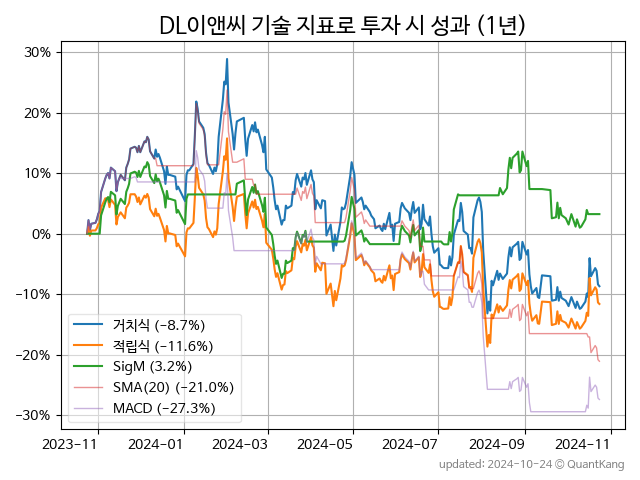 DL이앤씨 기술 지표로 투자 시 성과 (1년)
30%
20%
10%
0%
−10%
−20%
−30%
거치식 (−8.7%)
적립식 (−11.6%)
SigM (3.2%)
SMA(20) (−21.0%)
MACD (−27.3%)
2023-11
2024-01
2024-03
2024-05
2024-07
2024-09
2024-11
updated: 2024-10-24 © QuantKang